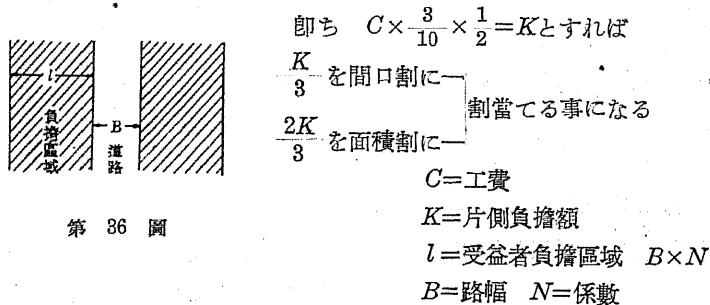 l
負擔區域
B
道路
第 36 圖
卽ち C×3/10×1/2=Kとすれば
K/3 を間口割に
2K/3 を面積割に
割當てる事になる
C=工費
K=片側負擔額
l=受益者負擔區域 B×N
B=路幅 N=係數